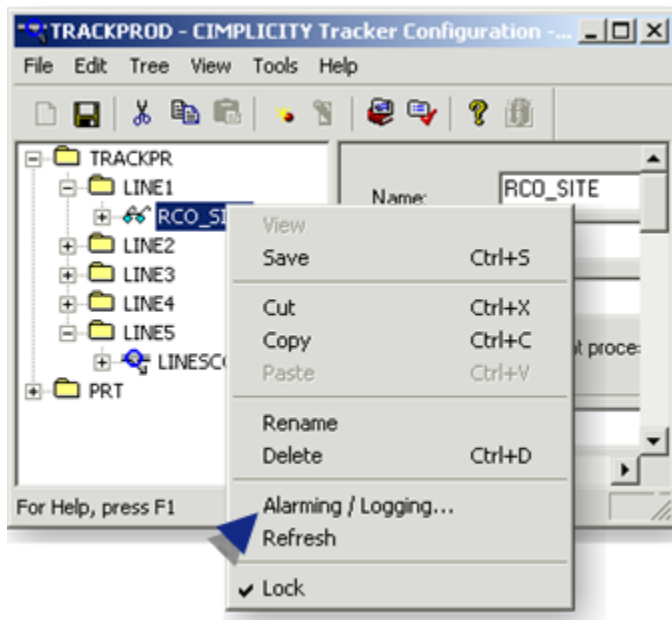 TRACKPROD - CIMPLICITY Tracker Configuration -...
File Edit Tree View Tools Help
TRACKPR
LINE1
RCO_SI
LINE2
LINE3
LINE4
LINE5
LINESCO
PRT
Name: RCO_SITE
View
Save Ctrl+S
Cut Ctrl+X
Copy Ctrl+C
Paste Ctrl+V
Rename
Delete Ctrl+D
Alarming / Logging...
Refresh
Lock
For Help, press F1